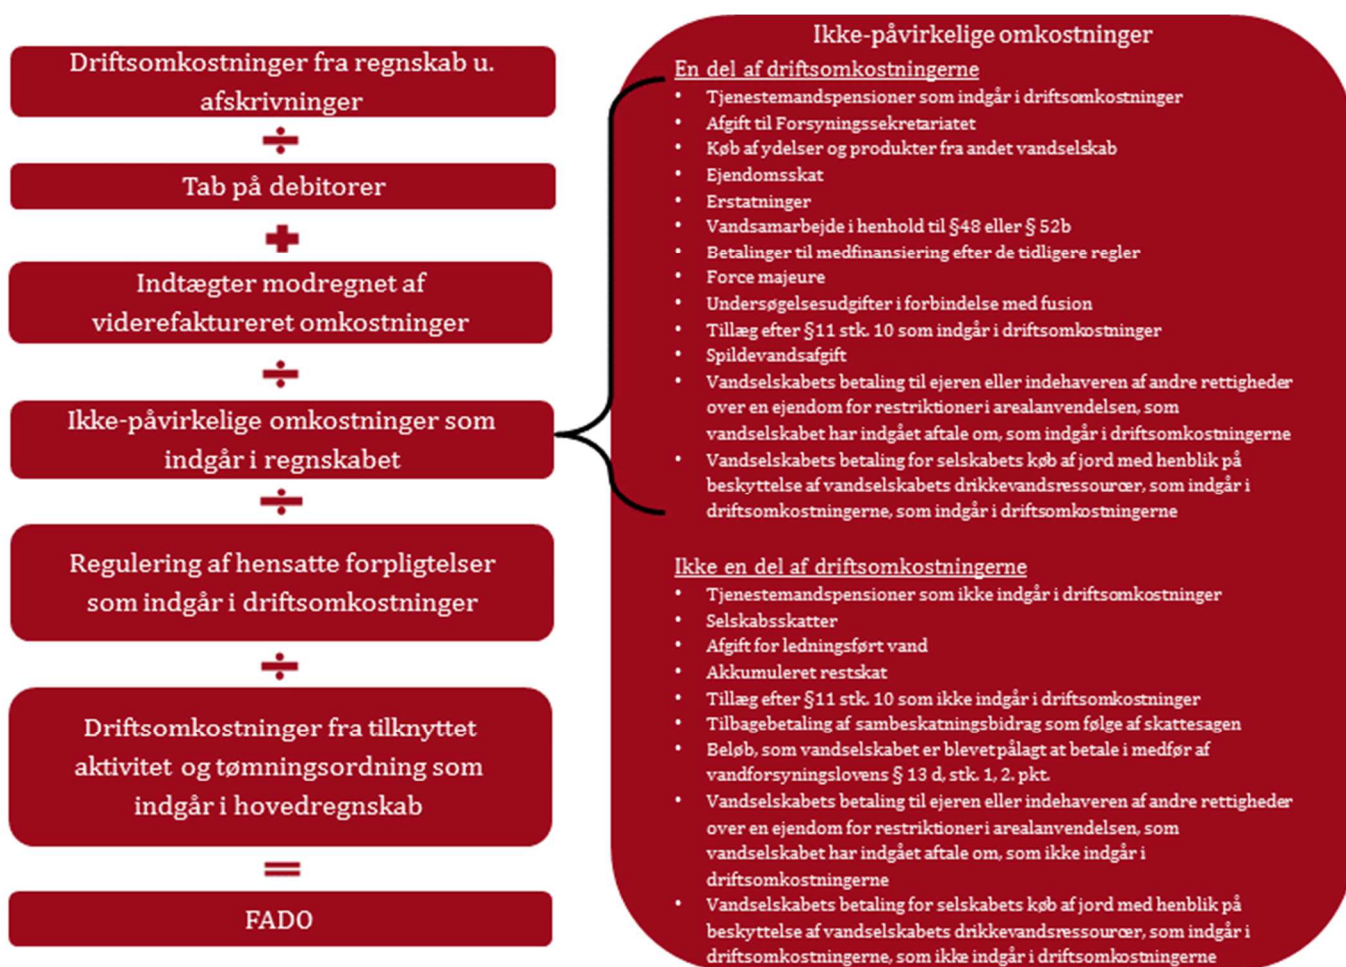 Driftsomkostninger fra regnskab u.
afskrivninger
÷
Tab på debitorer
+
Indtægter modregnet af
viderefaktureret omkostninger
÷
Ikke-påvirkelige omkostninger som
indgår i regnskabet
÷
Regulering af hensatte forpligtelser
som indgår i driftsomkostninger
÷
Driftsomkostninger fra tilknyttet
aktivitet og tømningsordning som
indgår i hovedregnskab
=
FADO
Ikke-påvirkelige omkostninger
En del af driftsomkostningerne
• Tjenestemandspensioner som indgår i driftsomkostninger
• Afgift til Forsyningssekretariatet
• Køb af ydelser og produkter fra andet vandselskab
• Ejendomsskat
• Erstatninger
• Vandsamarbejde i henhold til §48 eller § 52b
• Betalinger til medfinansiering efter de tidligere regler
• Force majeure
• Undersøgelsesudgifter i forbindelse med fusion
• Tillæg efter §11 stk. 10 som indgår i driftsomkostninger
• Spildevandsafgift
• Vandselskabets betaling til ejeren eller indehaveren af andre rettigheder
over en ejendom for restriktioner i arealanvendelsen, som
vandselskabet har indgået aftale om, som indgår i driftsomkostningerne
• Vandselskabets betaling for selskabets køb af jord med henblik på
beskyttelse af vandselskabets drikkevandsressourcer, som indgår i
driftsomkostningerne, som indgår i driftsomkostningerne
Ikke en del af driftsomkostningerne
• Tjenestemandspensioner som ikke indgår i driftsomkostninger
• Selskabsskatter
• Afgift for ledningsført vand
• Akkumuleret restskat
• Tillæg efter §11 stk. 10 som ikke indgår i driftsomkostninger
• Tilbagebetaling af sambeskatningsbidrag som følge af skattesagen
• Beløb, som vandselskabet er blevet pålagt at betale i medfør af
vandforsyningslovens § 13 d, stk. 1, 2. pkt.
• Vandselskabets betaling til ejeren eller indehaveren af andre rettigheder
over en ejendom for restriktioner i arealanvendelsen, som
vandselskabet har indgået aftale om, som ikke indgår i
driftsomkostningerne
• Vandselskabets betaling for selskabets køb af jord med henblik på
beskyttelse af vandselskabets drikkevandsressourcer, som indgår i
driftsomkostningerne, som ikke indgår i driftsomkostningerne